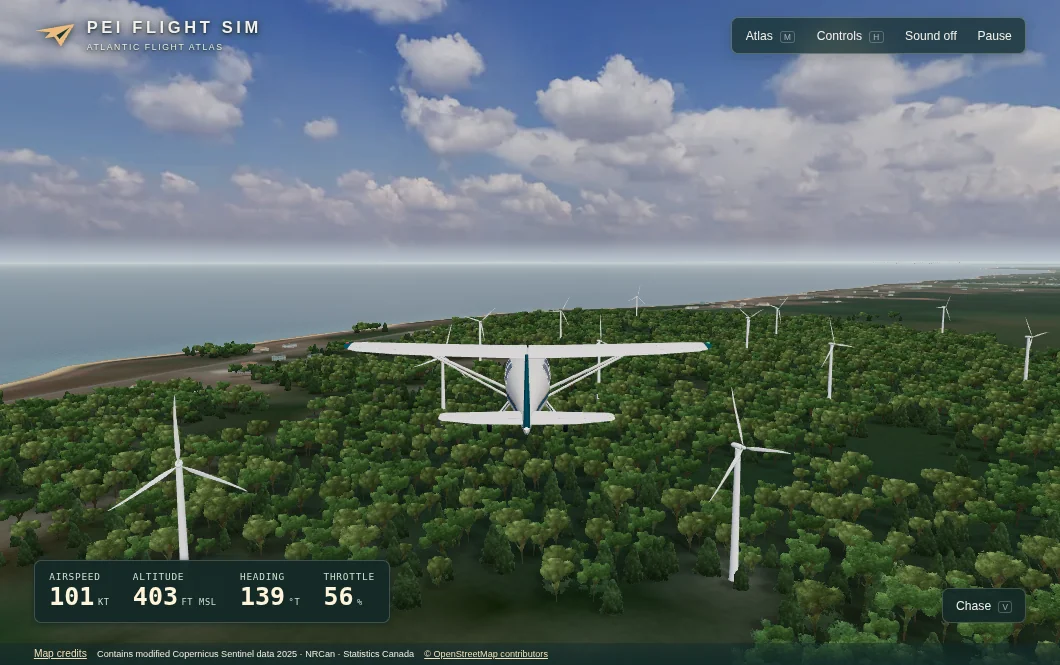 PEI FLIGHT SIM
ATLANTIC FLIGHT ATLAS
Atlas M Controls H Sound off Pause
AIRSPEED ALTITUDE HEADING THROTTLE
101 KT 403 FT MSL 139 °T 56 %
Chase V
Map credits Contains modified Copernicus Sentinel data 2025 · NRCan · Statistics Canada © OpenStreetMap contributors